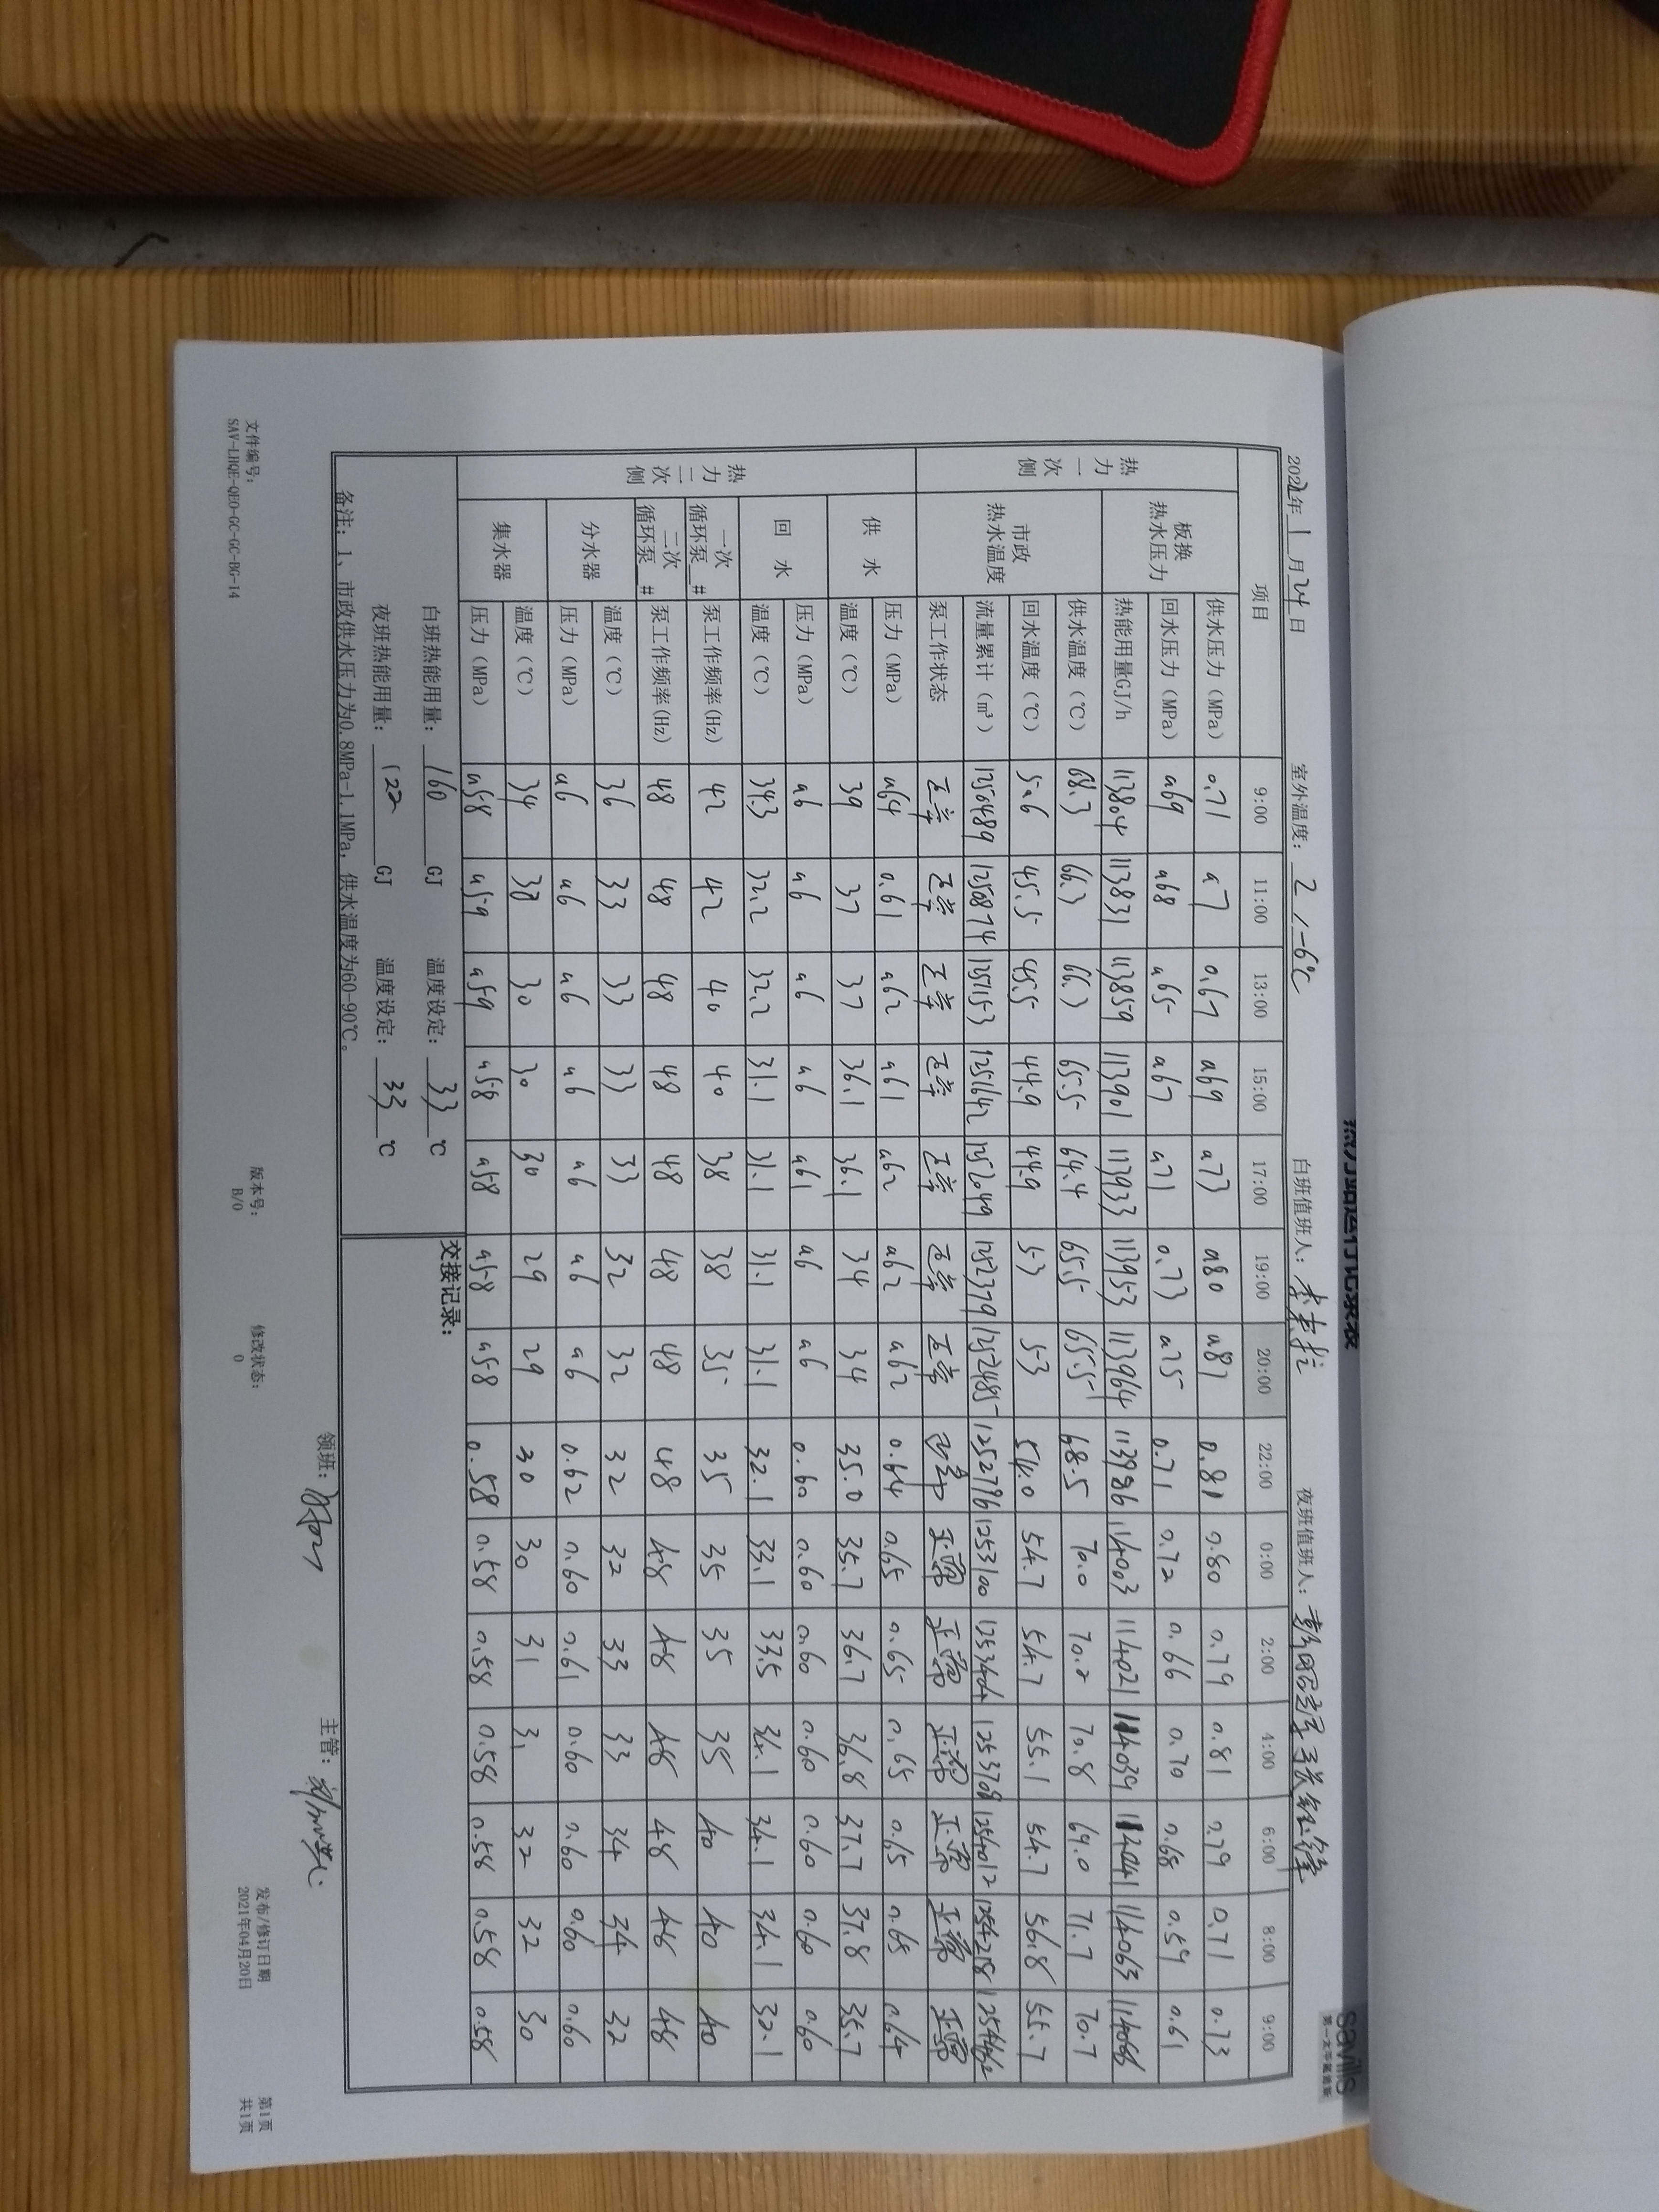 热力站运行记录表
savills
第一太平戴维斯
2022年 1 月 24 日 室外温度: 2 / -6℃ 白班值班人: 夜班值班人:
项目 9:00 11:00 13:00 15:00 17:00 19:00 20:00 22:00 0:00 2:00 4:00 6:00 8:00 9:00
热力一次侧
板换热水压力
供水压力(MPa) 0.71 0.7 0.67 0.69 0.73 0.80 0.81 0.81 0.80 0.79 0.81 0.79 0.71 0.73
回水压力(MPa) 0.69 0.68 0.65 0.67 0.71 0.73 0.75 0.71 0.72 0.66 0.70 0.68 0.59 0.61
热能用量GJ/h 113804 113831 113859 113901 113933 113953 113964 113986 114003 114021 114039 114041 114063 114066
市政热水温度
供水温度(℃) 68.3 66.3 66.3 65.5 64.4 65.5 65.5 68.5 70.0 70.2 70.8 69.0 71.7 70.7
回水温度(℃) 50.6 45.5 45.5 44.9 44.9 53 53 54.0 54.7 54.7 55.1 54.7 56.8 55.7
流量累计(m³) 1250489 1250874 1251153 1251642 1252049 1252379 1252485 1252796 1253100 1253404 1253708 1254012 1254218 1254462
泵工作状态 正常 正常 正常 正常 正常 正常 正常 正常 正常 正常 正常 正常 正常 正常
热力二次侧
供 水
压力(MPa) 0.64 0.61 0.62 0.61 0.62 0.62 0.62 0.64 0.65 0.65 0.65 0.65 0.65 0.64
温度(℃) 39 37 37 36.1 36.1 34 34 35.0 35.7 36.7 36.8 37.7 37.8 35.7
回 水
压力(MPa) 0.6 0.6 0.6 0.6 0.61 0.6 0.6 0.60 0.60 0.60 0.60 0.60 0.60 0.60
温度(℃) 34.3 32.2 32.2 31.1 31.1 31.1 31.1 32.1 33.1 33.5 34.1 34.1 34.1 32.1
一次循环泵__# 泵工作频率(Hz) 42 42 40 40 38 38 35 35 35 35 35 40 40 40
二次循环泵__# 泵工作频率(Hz) 48 48 48 48 48 48 48 48 48 48 48 48 48 48
分水器
温度(℃) 36 33 33 33 33 32 32 32 32 33 33 34 34 32
压力(MPa) 0.6 0.6 0.6 0.6 0.6 0.6 0.6 0.62 0.60 0.61 0.60 0.60 0.60 0.60
集水器
温度(℃) 34 30 30 30 30 29 29 30 30 31 31 32 32 30
压力(MPa) 0.58 0.59 0.59 0.58 0.58 0.58 0.58 0.58 0.58 0.58 0.58 0.58 0.58 0.58
白班热能用量: 160 GJ 温度设定: 33 ℃
夜班热能用量: 122 GJ 温度设定: 33 ℃
备注: 1、市政供水压力为0.8MPa-1.1MPa, 供水温度为60-90℃。
交接记录:
领班: 主管:
文件编号: 版本号: 修改状态: 发布/修订日期 第1页
SAV-LHQE-QEO-GC-GC-BG-14 B/0 0 2021年04月20日 共1页